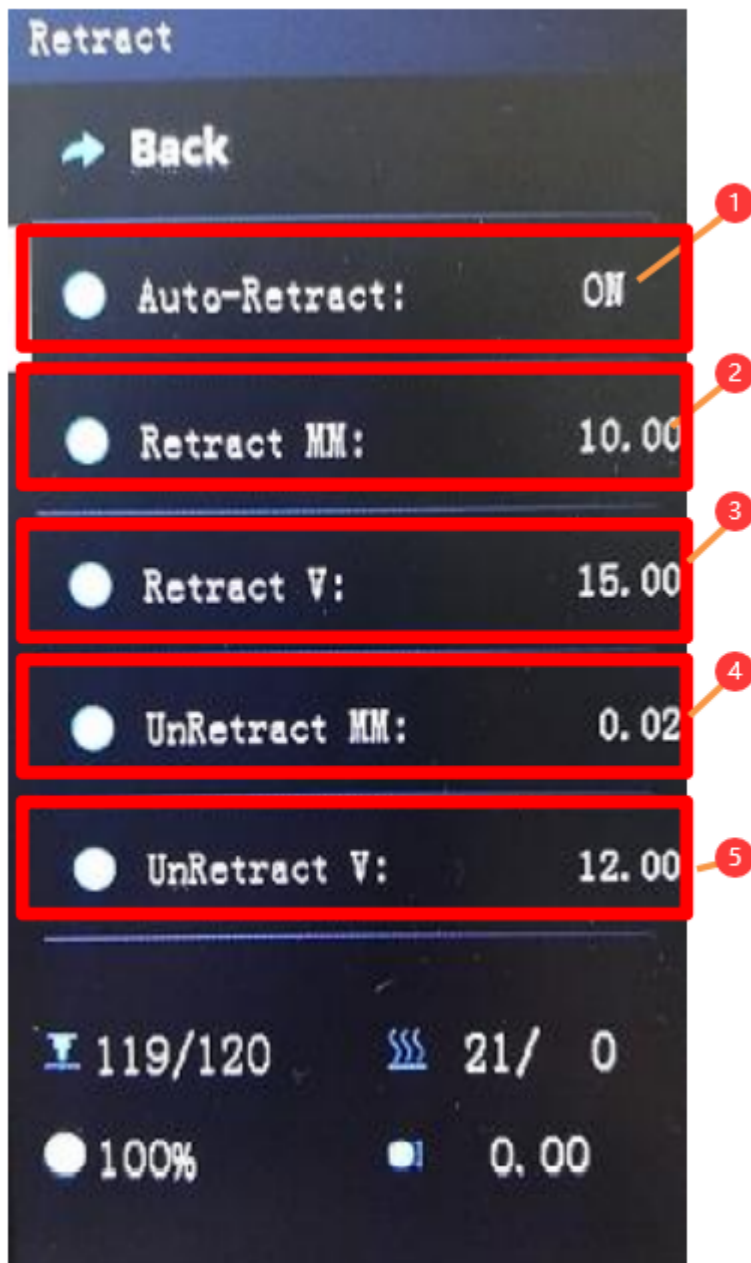 Retract
Back
1
Auto-Retract: ON
2
Retract MM: 10.00
3
Retract V: 15.00
4
UnRetract MM: 0.02
5
UnRetract V: 12.00
119/120 21/ 0
100% 0.00